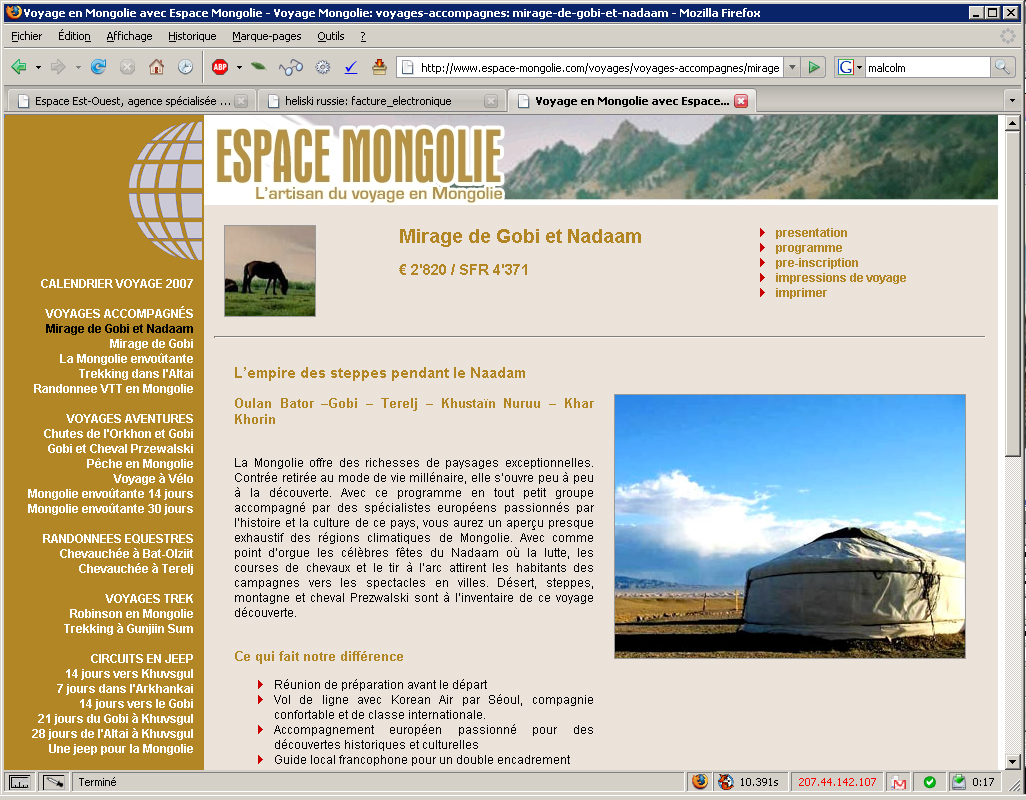 Voyage en Mongolie avec Espace Mongolie - Voyage Mongolie: voyages-accompagnes: mirage-de-gobi-et-nadaam - Mozilla Firefox
Fichier Édition Affichage Historique Marque-pages Outils ?
ABP http://www.espace-mongolie.com/voyages/voyages-accompagnes/mirage G malcolm
Espace Est-Ouest, agence spécialisée ... heliski russie: facture_electronique Voyage en Mongolie avec Espace...
ESPACE MONGOLIE
L'artisan du voyage en Mongolie
CALENDRIER VOYAGE 2007
VOYAGES ACCOMPAGNÉS
Mirage de Gobi et Nadaam
Mirage de Gobi
La Mongolie envoûtante
Trekking dans l'Altai
Randonnee VTT en Mongolie
VOYAGES AVENTURES
Chutes de l'Orkhon et Gobi
Gobi et Cheval Przewalski
Pêche en Mongolie
Voyage à Vélo
Mongolie envoûtante 14 jours
Mongolie envoûtante 30 jours
RANDONNEES EQUESTRES
Chevauchée à Bat-Olziit
Chevauchée à Terelj
VOYAGES TREK
Robinson en Mongolie
Trekking à Gunjiin Sum
CIRCUITS EN JEEP
14 jours vers Khuvsgul
7 jours dans l'Arkhankai
14 jours vers le Gobi
21 jours du Gobi à Khuvsgul
28 jours de l'Altai à Khuvsgul
Une jeep pour la Mongolie
Mirage de Gobi et Nadaam
€ 2'820 / SFR 4'371
presentation
programme
pre-inscription
impressions de voyage
imprimer
L'empire des steppes pendant le Naadam
Oulan Bator –Gobi – Terelj – Khustaïn Nuruu – Khar
Khorin
La Mongolie offre des richesses de paysages exceptionnelles.
Contrée retirée au mode de vie millénaire, elle s'ouvre peu à peu
à la découverte. Avec ce programme en tout petit groupe
accompagné par des spécialistes européens passionnés par
l'histoire et la culture de ce pays, vous aurez un aperçu presque
exhaustif des régions climatiques de Mongolie. Avec comme
point d'orgue les célèbres fêtes du Nadaam où la lutte, les
courses de chevaux et le tir à l'arc attirent les habitants des
campagnes vers les spectacles en villes. Désert, steppes,
montagne et cheval Prezwalski sont à l'inventaire de ce voyage
découverte.
Ce qui fait notre différence
Réunion de préparation avant le départ
Vol de ligne avec Korean Air par Séoul, compagnie
confortable et de classe internationale.
Accompagnement européen passionné pour des
découvertes historiques et culturelles
Guide local francophone pour un double encadrement
Terminé 10.391s 207.44.142.107 0:17